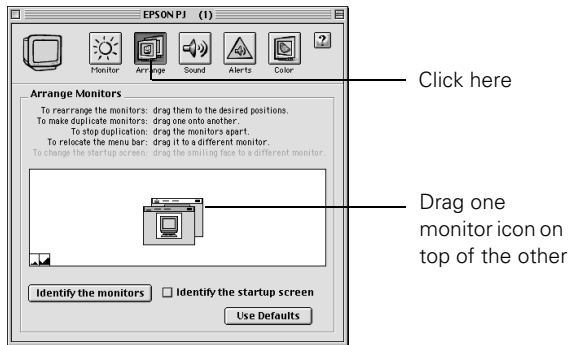 EPSON PJ (1)
?
Monitor
Arrange
Sound
Alerts
Color
Click here
Arrange Monitors
To rearrange the monitors: drag them to the desired positions.
To make duplicate monitors: drag one onto another.
To stop duplication: drag the monitors apart.
To relocate the menu bar: drag it to a different monitor.
To change the startup screen: drag the smiling face to a different monitor.
Drag one
monitor icon on
top of the other
Identify the monitors
Identify the startup screen
Use Defaults